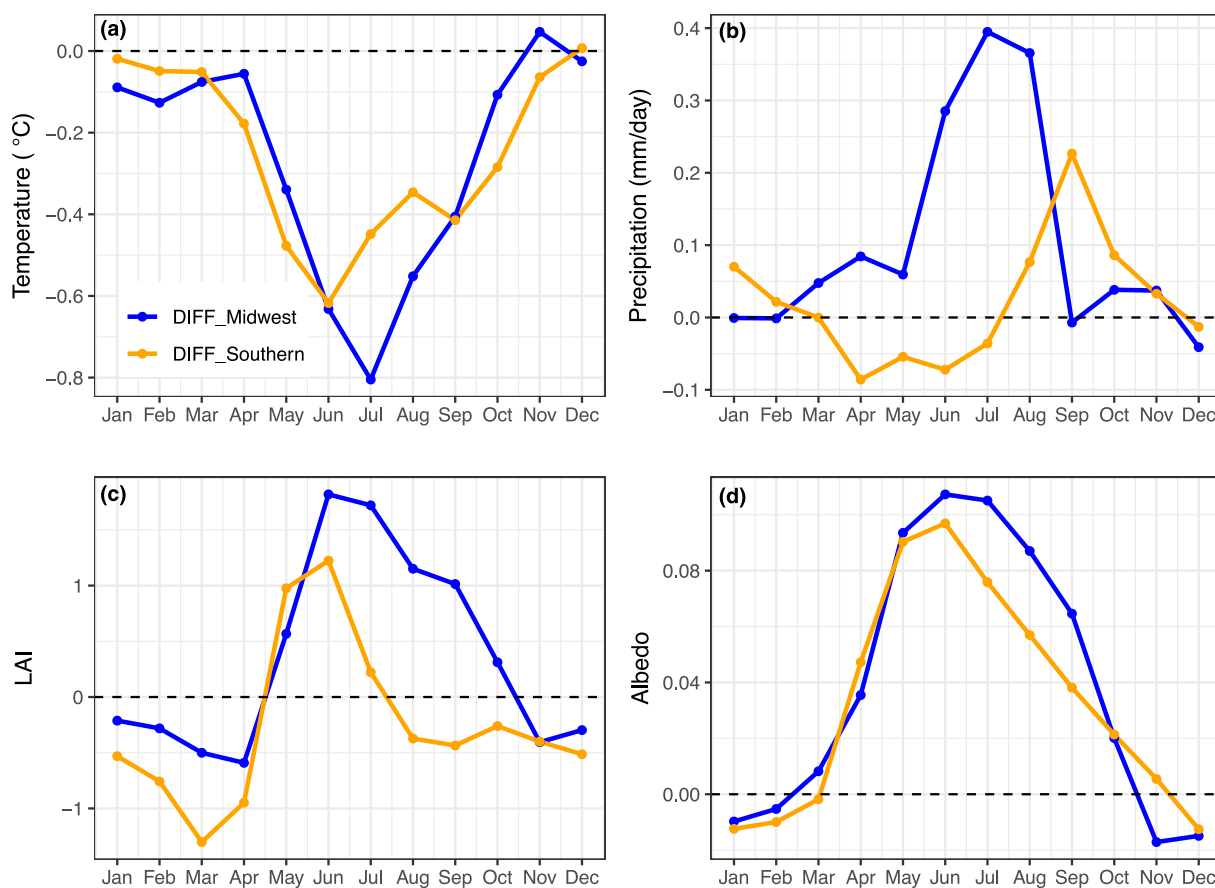 (a)
Temperature ( °C)
0.0
−0.2
−0.4
−0.6
−0.8
DIFF_Midwest
DIFF_Southern
Jan Feb Mar Apr May Jun Jul Aug Sep Oct Nov Dec
(b)
Precipitation (mm/day)
0.4
0.3
0.2
0.1
0.0
−0.1
Jan Feb Mar Apr May Jun Jul Aug Sep Oct Nov Dec
(c)
LAI
1
0
−1
Jan Feb Mar Apr May Jun Jul Aug Sep Oct Nov Dec
(d)
Albedo
0.08
0.04
0.00
Jan Feb Mar Apr May Jun Jul Aug Sep Oct Nov Dec